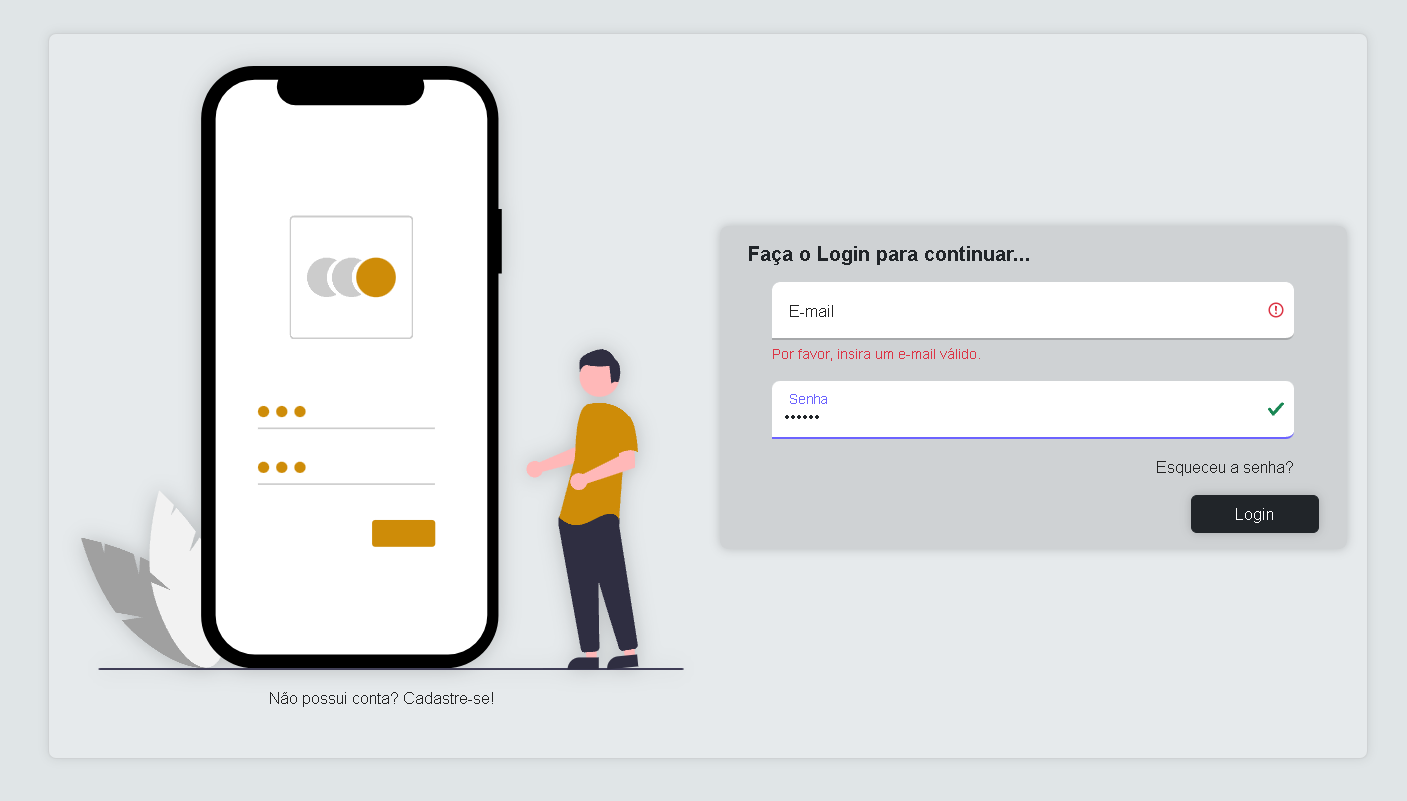 Faça o Login para continuar...
E-mail
Por favor, insira um e-mail válido.
Senha
••••••
Esqueceu a senha?
Login
Não possui conta? Cadastre-se!